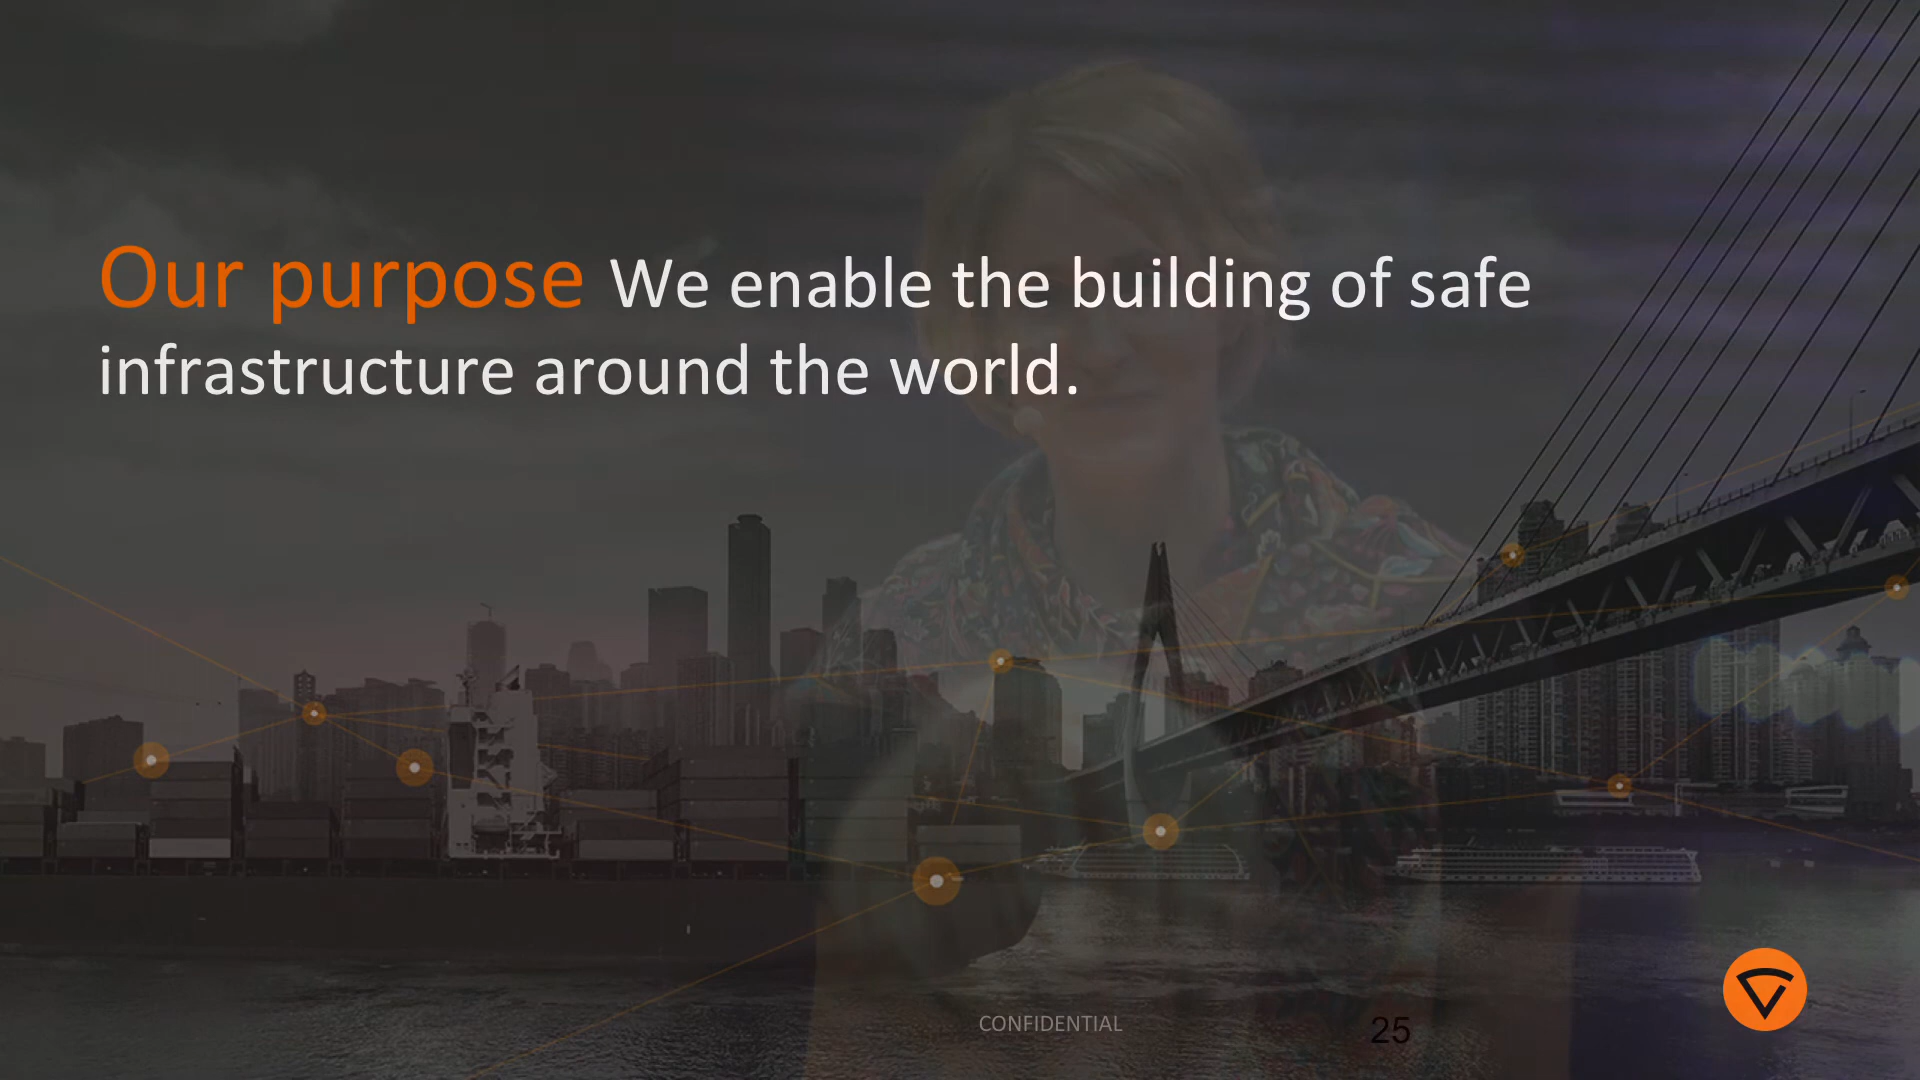 Our purpose We enable the building of safe
infrastructure around the world.
CONFIDENTIAL
25